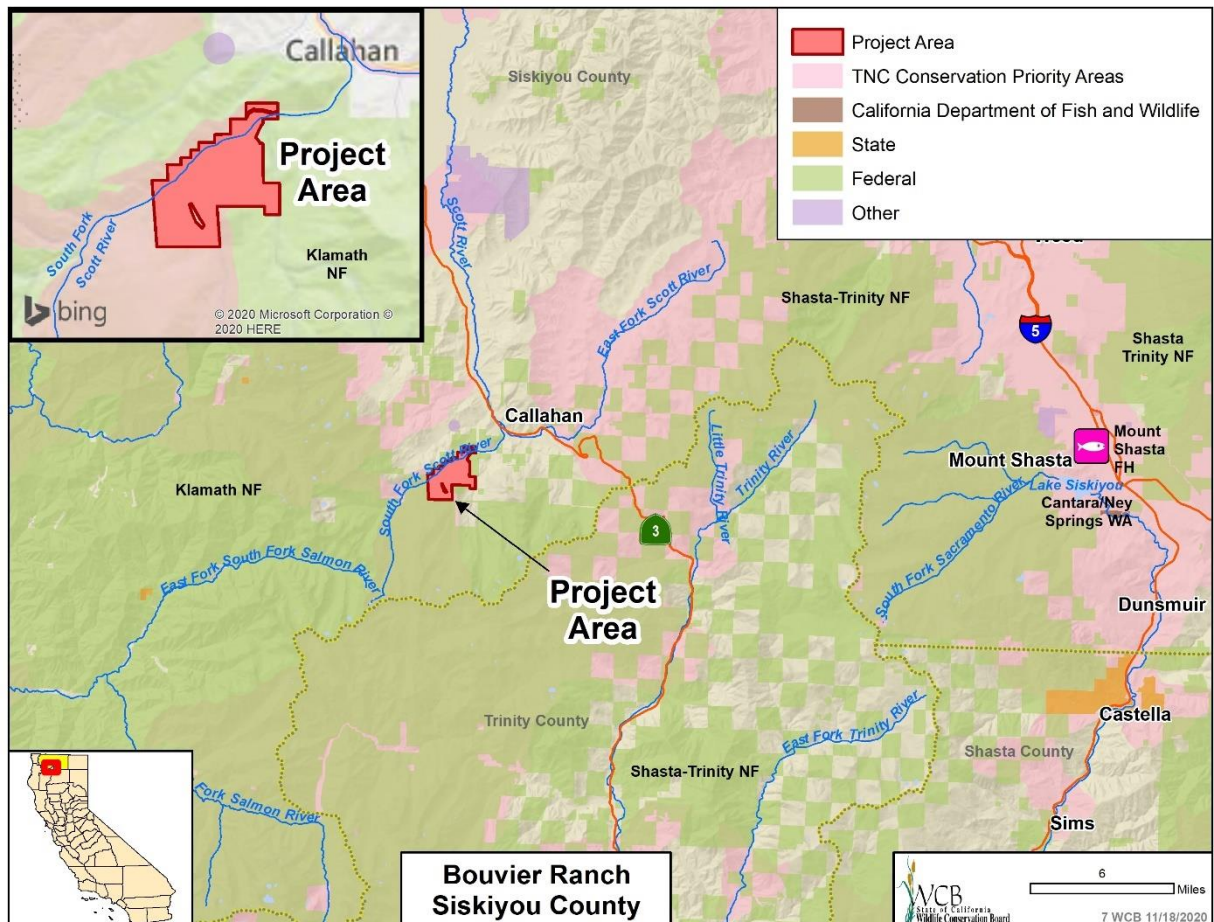 Callahan
Project
Area
South Fork
Scott River
Klamath
NF
bing
© 2020 Microsoft Corporation ©
2020 HERE
Project Area
TNC Conservation Priority Areas
California Department of Fish and Wildlife
State
Federal
Other
Siskiyou County
Scott River
East Fork Scott River
Shasta-Trinity NF
5
Shasta
Trinity NF
Callahan
South Fork Scott River
Klamath NF
Little Trinity River
Trinity River
Mount
Shasta
FH
Mount Shasta
Lake Siskiyou
Cantara/Ney
Springs WA
South Fork Sacramento River
3
East Fork South Fork Salmon River
Project
Area
Dunsmuir
Trinity County
East Fork Trinity River
Castella
Shasta County
Shasta-Trinity NF
Fork Salmon River
Sims
Bouvier Ranch
Siskiyou County
WCB
State of California
Wildlife Conservation Board
6
Miles
7 WCB 11/18/2020